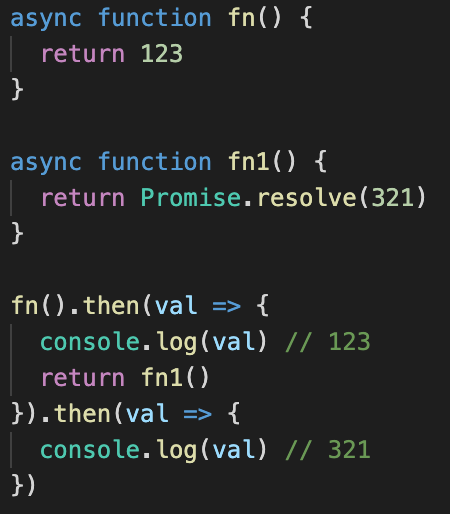 async function fn() {
  return 123
}

async function fn1() {
  return Promise.resolve(321)
}

fn().then(val => {
  console.log(val) // 123
  return fn1()
}).then(val => {
  console.log(val) // 321
})